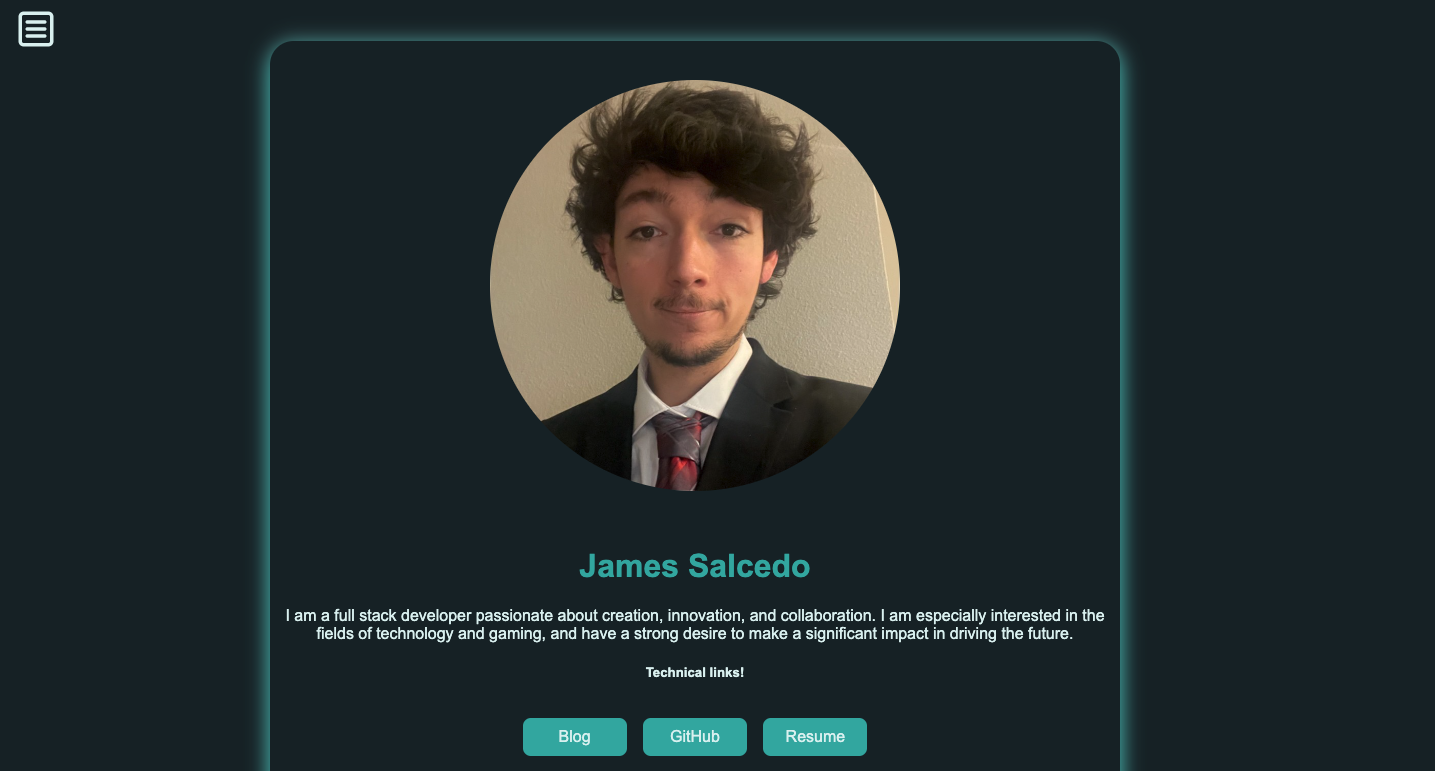 James Salcedo
I am a full stack developer passionate about creation, innovation, and collaboration. I am especially interested in the
fields of technology and gaming, and have a strong desire to make a significant impact in driving the future.
Technical links!
Blog
GitHub
Resume